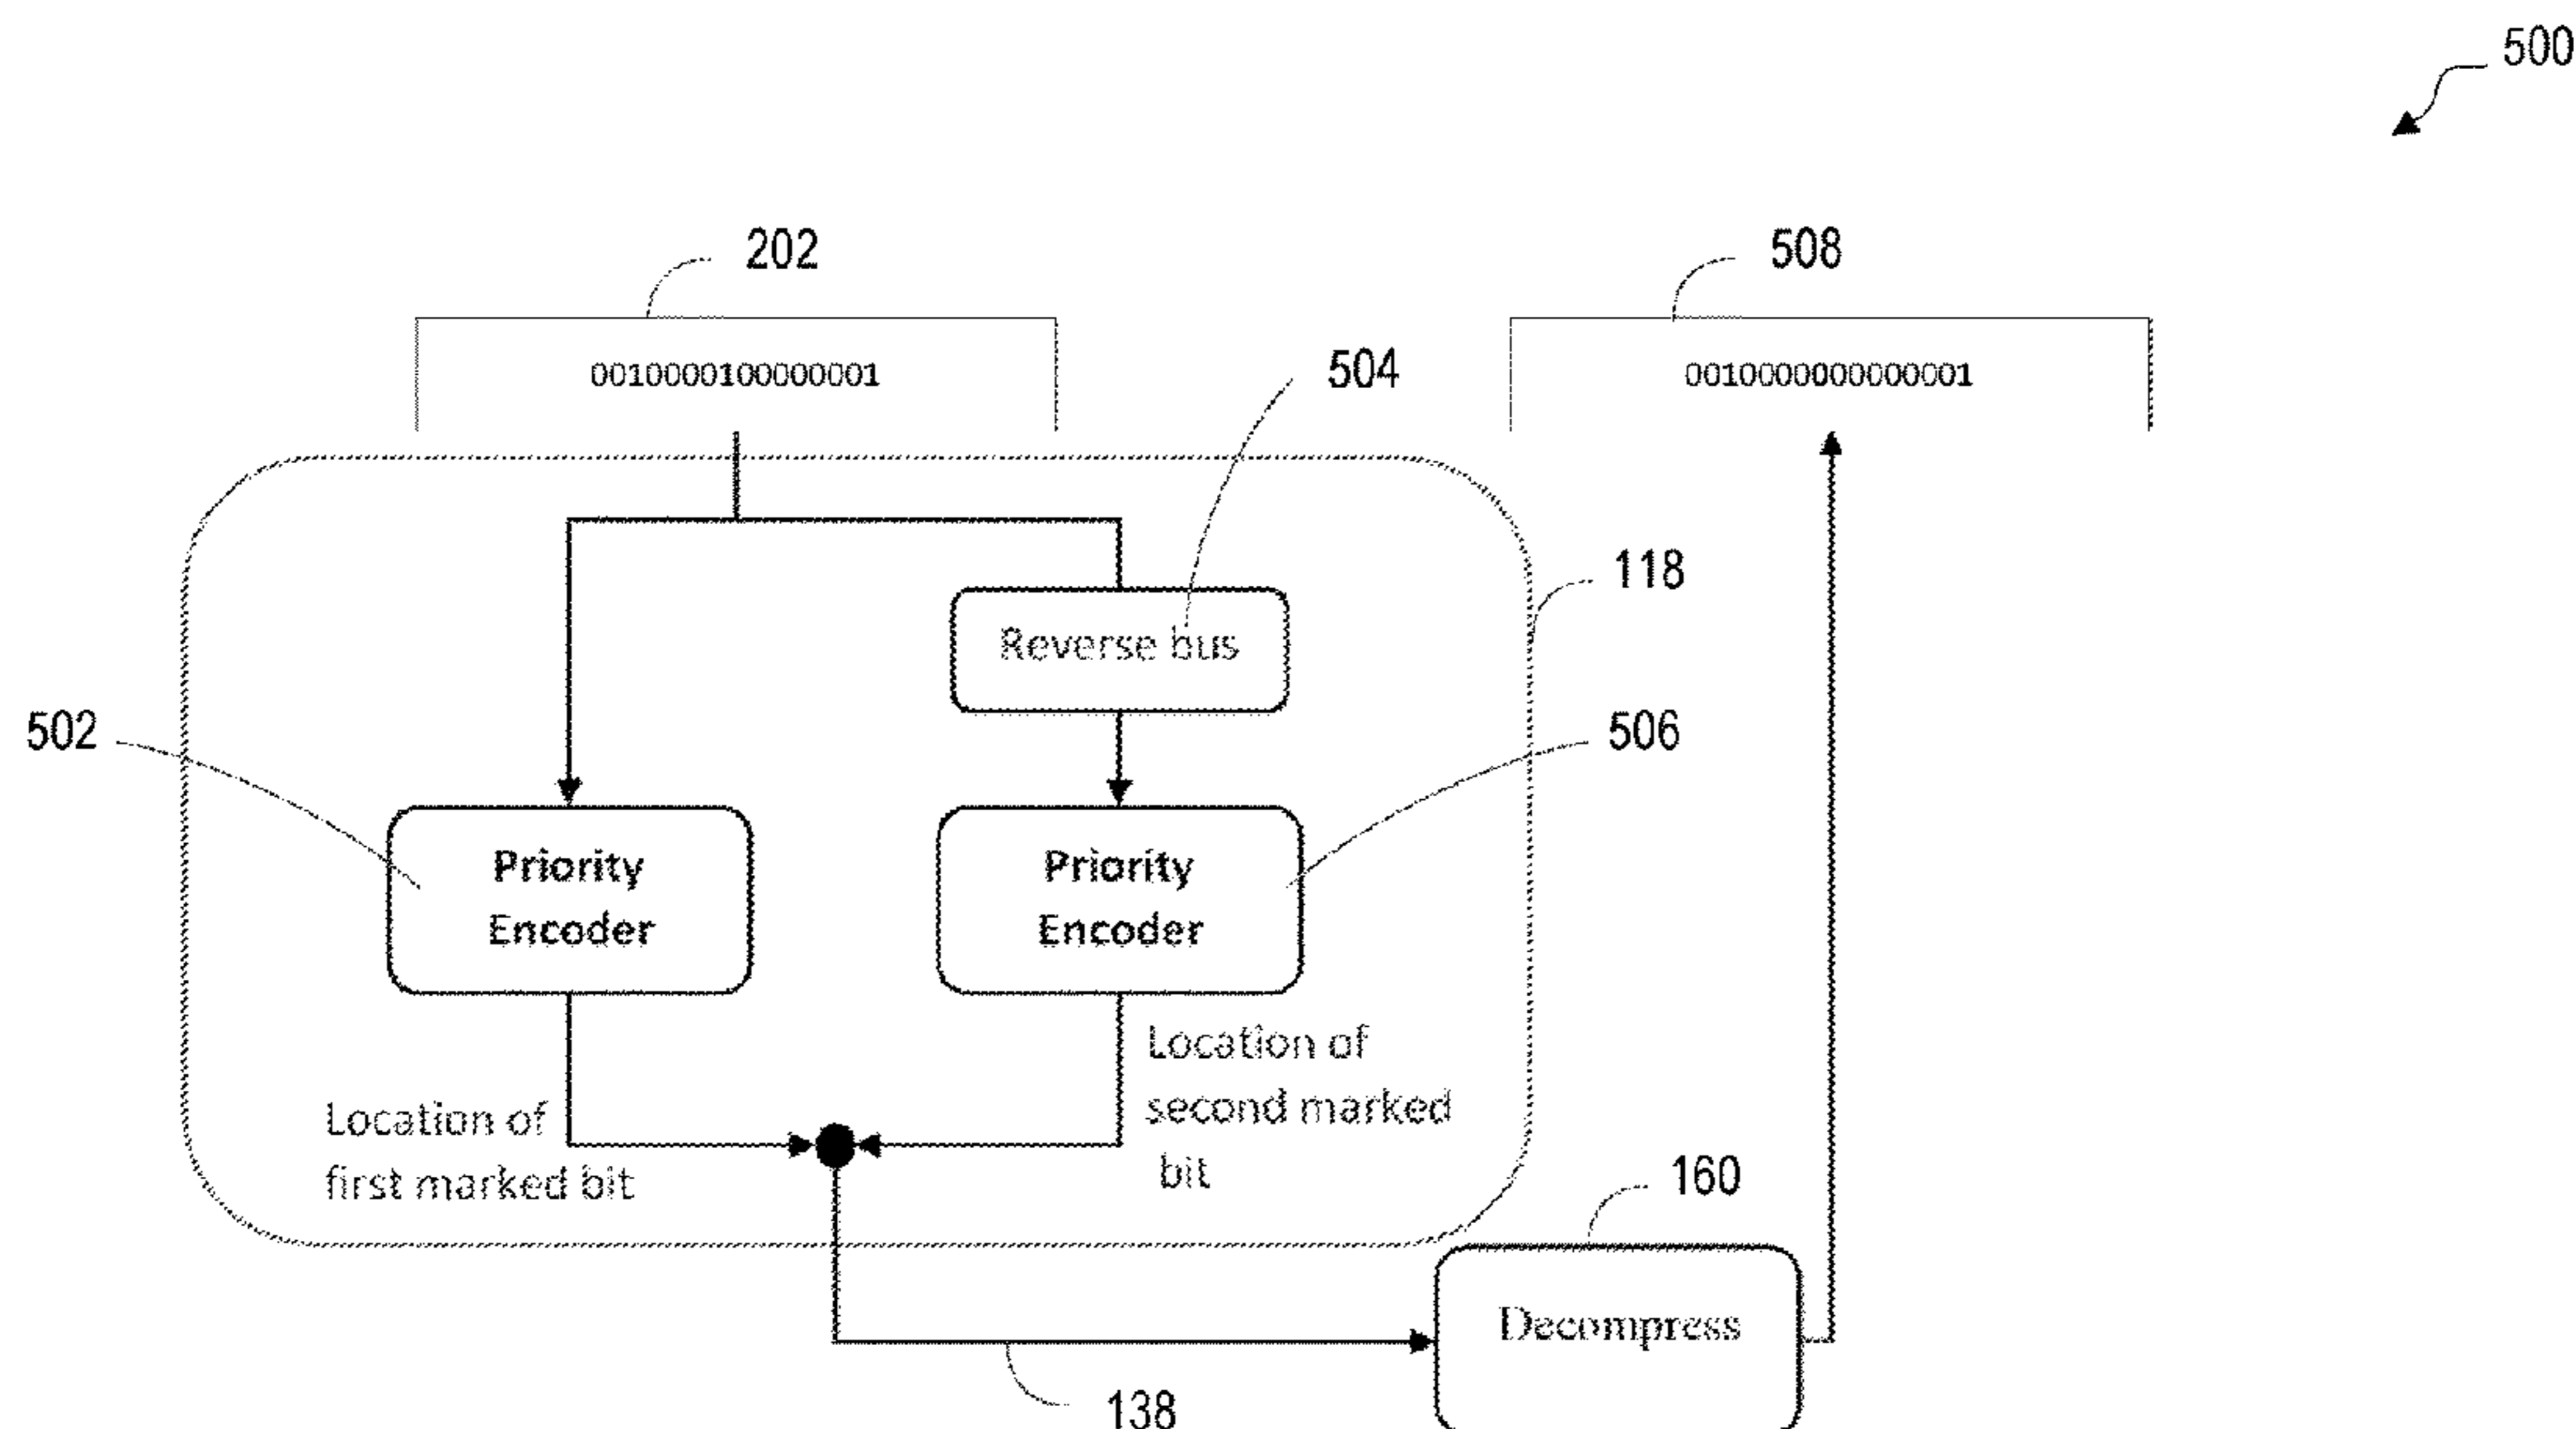 500
202
508
0010000100000001
504
0010000000000001
118
Reverse bus
502
506
Priority
Encoder
Priority
Encoder
Location of
second marked
bit
Location of
first marked bit
160
Decompress
138